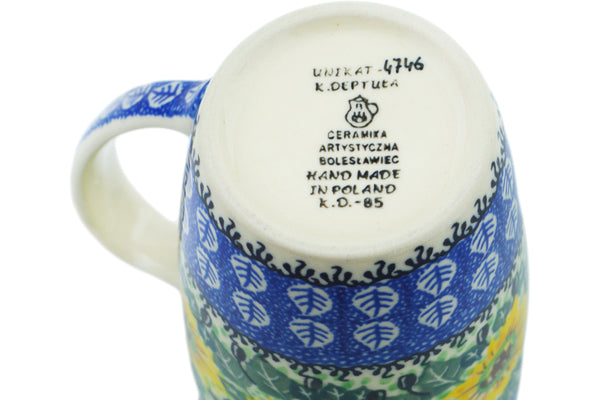 UNIKAT-4746
K.DEPTUŁA
CERAMIKA
ARTYSTYCZNA
BOLESŁAWIEC
HAND MADE
IN POLAND
K.D.-85